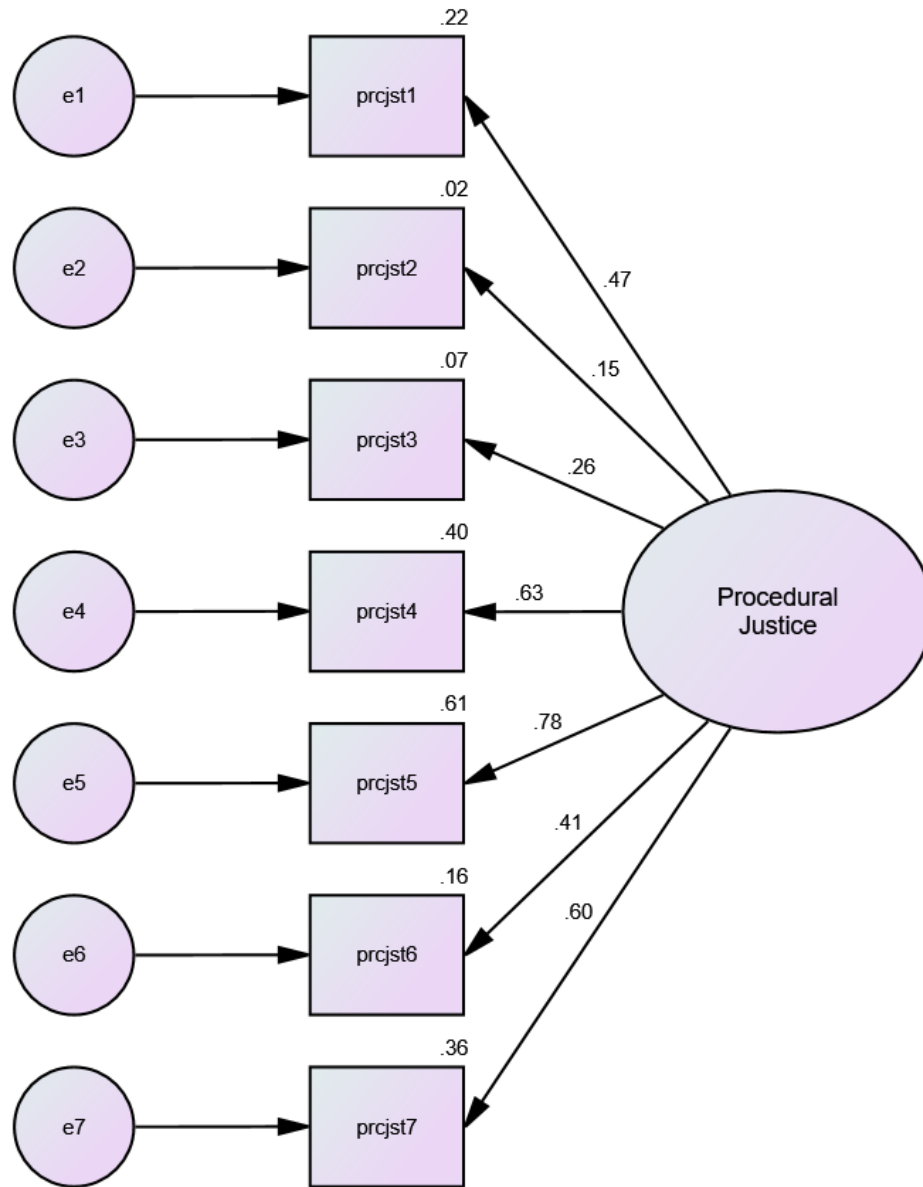 .22
e1
prcjst1
.02
e2
prcjst2
.47
.07
.15
e3
prcjst3
.26
.40
e4
prcjst4
.63
Procedural
Justice
.61
e5
prcjst5
.78
.16
.41
e6
prcjst6
.60
.36
e7
prcjst7